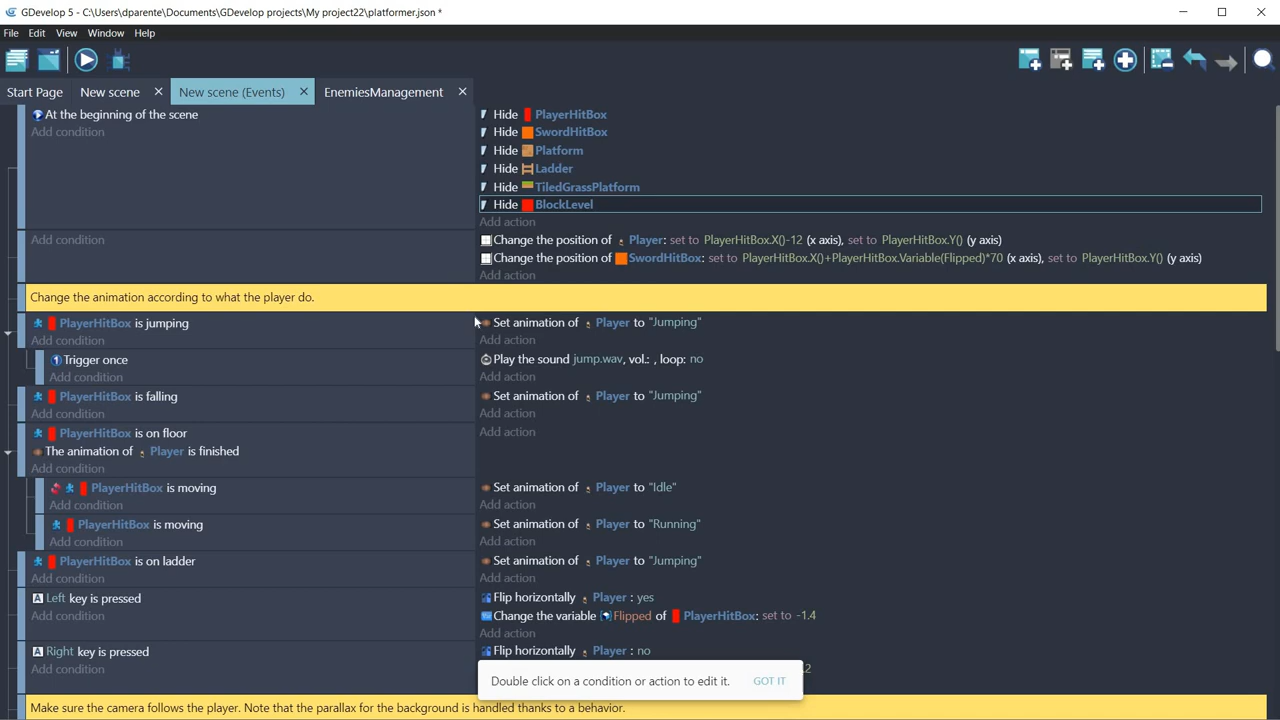 GDevelop 5 - C:\Users\dparente\Documents\GDevelop projects\My project22\platformer.json *
File Edit View Window Help
Start Page New scene New scene (Events) EnemiesManagement
At the beginning of the scene
Add condition
Hide PlayerHitBox
Hide SwordHitBox
Hide Platform
Hide Ladder
Hide TiledGrassPlatform
Hide BlockLevel
Add action
Add condition
Change the position of Player: set to PlayerHitBox.X()-12 (x axis), set to PlayerHitBox.Y() (y axis)
Change the position of SwordHitBox: set to PlayerHitBox.X()+PlayerHitBox.Variable(Flipped)*70 (x axis), set to PlayerHitBox.Y() (y axis)
Add action
Change the animation according to what the player do.
PlayerHitBox is jumping
Add condition
Set animation of Player to "Jumping"
Add action
Trigger once
Add condition
Play the sound jump.wav, vol.: , loop: no
Add action
PlayerHitBox is falling
Add condition
Set animation of Player to "Jumping"
Add action
PlayerHitBox is on floor
The animation of Player is finished
Add condition
Add action
PlayerHitBox is moving
Add condition
Set animation of Player to "Idle"
Add action
PlayerHitBox is moving
Add condition
Set animation of Player to "Running"
Add action
PlayerHitBox is on ladder
Add condition
Set animation of Player to "Jumping"
Add action
Left key is pressed
Add condition
Flip horizontally Player : yes
Change the variable Flipped of PlayerHitBox: set to -1.4
Add action
Right key is pressed
Add condition
Flip horizontally Player : no
Double click on a condition or action to edit it. GOT IT
Make sure the camera follows the player. Note that the parallax for the background is handled thanks to a behavior.